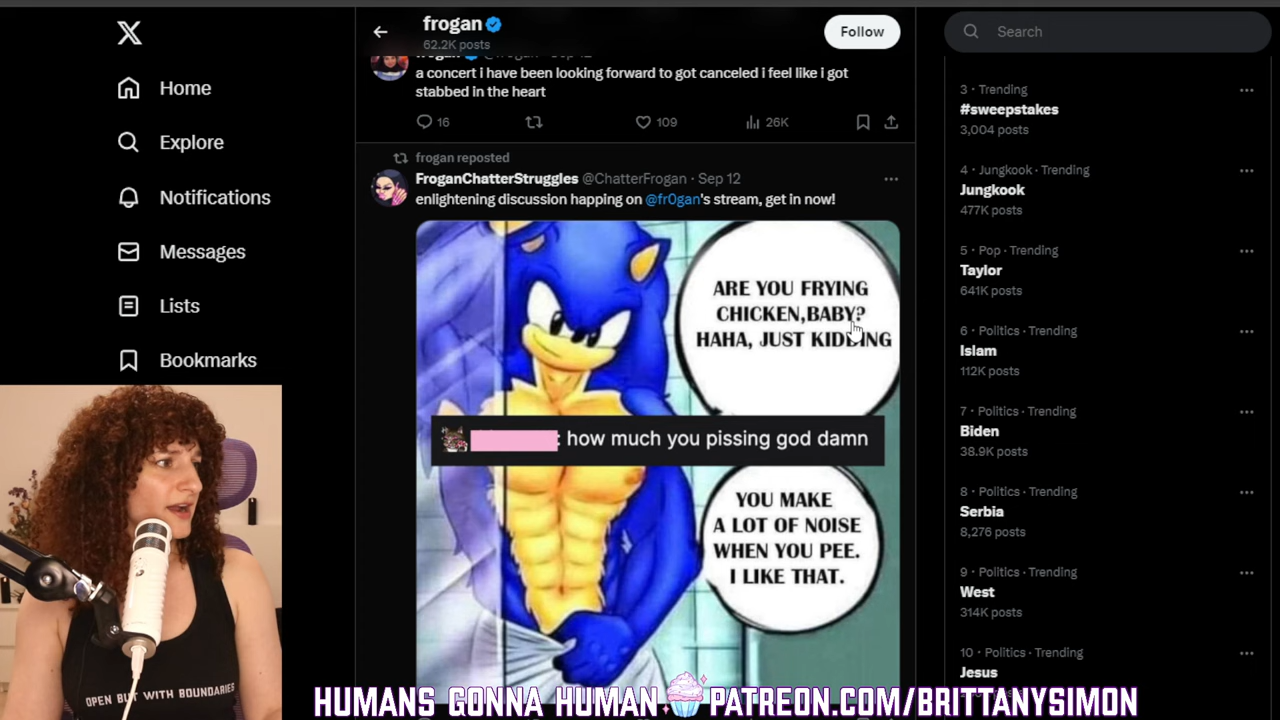 frogan
62.2K posts
Follow
Search
a concert i have been looking forward to got canceled i feel like i got
stabbed in the heart
16
109
26K
frogan reposted
FroganChatterStruggles @ChatterFrogan · Sep 12
enlightening discussion happing on @fr0gan's stream, get in now!
ARE YOU FRYING
CHICKEN,BABY?
HAHA, JUST KIDDING
: how much you pissing god damn
YOU MAKE
A LOT OF NOISE
WHEN YOU PEE.
I LIKE THAT.
Home
Explore
Notifications
Messages
Lists
Bookmarks
3 · Trending
#sweepstakes
3,004 posts
4 · Jungkook · Trending
Jungkook
477K posts
5 · Pop · Trending
Taylor
641K posts
6 · Politics · Trending
Islam
112K posts
7 · Politics · Trending
Biden
38.9K posts
8 · Politics · Trending
Serbia
8,276 posts
9 · Politics · Trending
West
314K posts
10 · Politics · Trending
Jesus
OPEN BUT WITH BOUNDARIES
HUMANS GONNA HUMAN PATREON.COM/BRITTANYSIMON